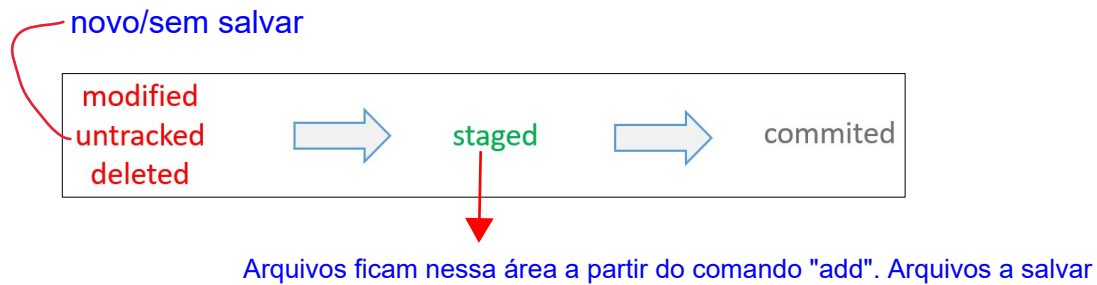 novo/sem salvar
modified
untracked
deleted
staged
commited
Arquivos ficam nessa área a partir do comando "add". Arquivos a salvar